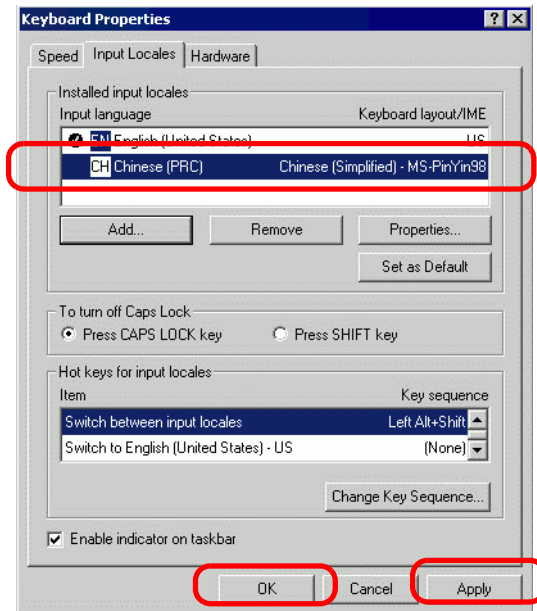 Keyboard Properties
Speed Input Locales Hardware
Installed input locales
Input language Keyboard layout/IME
EN English (United States) US
CH Chinese (PRC) Chinese (Simplified) - MS-PinYin98
Add... Remove Properties...
Set as Default
To turn off Caps Lock
Press CAPS LOCK key Press SHIFT key
Hot keys for input locales
Item Key sequence
Switch between input locales Left Alt+Shift
Switch to English (United States) - US (None)
Change Key Sequence...
Enable indicator on taskbar
OK Cancel Apply